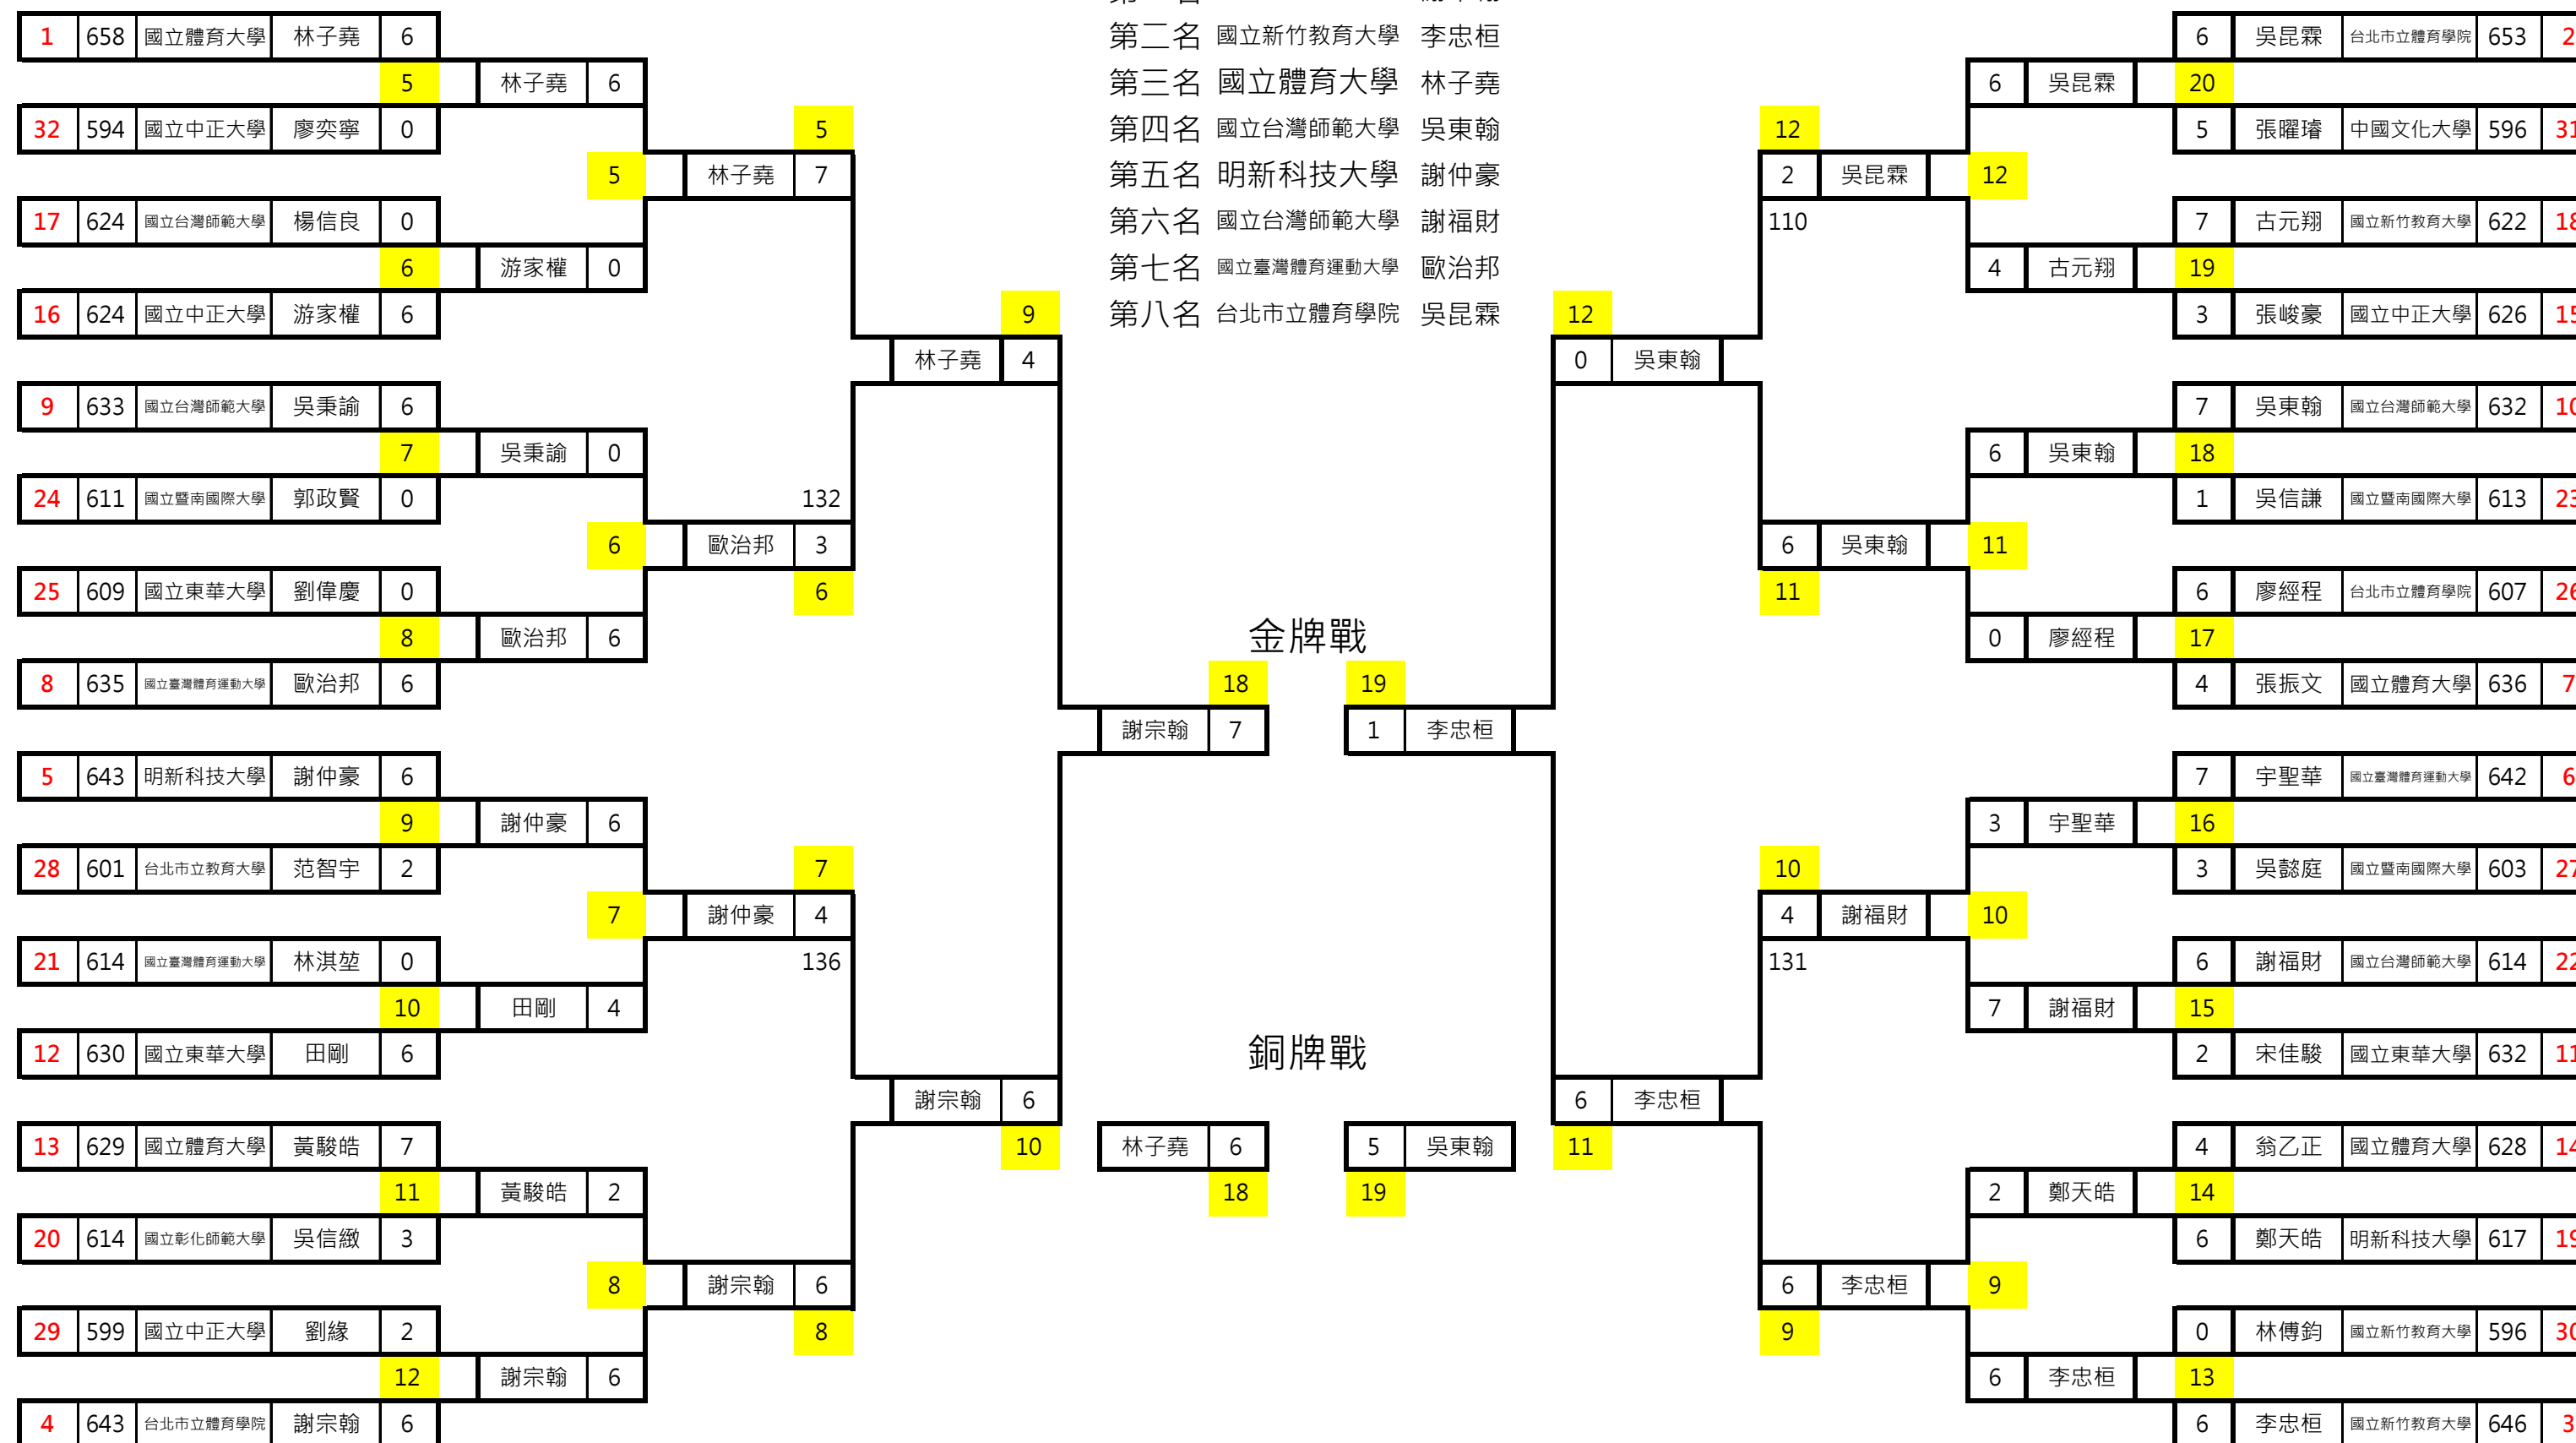 第二名 國立新竹教育大學 李忠桓
第三名 國立體育大學 林子堯
第四名 國立台灣師範大學 吳東翰
第五名 明新科技大學 謝仲豪
第六名 國立台灣師範大學 謝福財
第七名 國立臺灣體育運動大學 歐治邦
第八名 台北市立體育學院 吳昆霖
1 658 國立體育大學 林子堯 6
5 林子堯 6
32 594 國立中正大學 廖奕寧 0
5
5 林子堯 7
17 624 國立台灣師範大學 楊信良 0
6 游家權 0
16 624 國立中正大學 游家權 6
9
林子堯 4
9 633 國立台灣師範大學 吳秉諭 6
7 吳秉諭 0
24 611 國立暨南國際大學 郭政賢 0
132
6 歐治邦 3
25 609 國立東華大學 劉偉慶 0
6
8 歐治邦 6
8 635 國立臺灣體育運動大學 歐治邦 6
金牌戰
18 19
謝宗翰 7 1 李忠桓
5 643 明新科技大學 謝仲豪 6
9 謝仲豪 6
28 601 台北市立教育大學 范智宇 2
7
7 謝仲豪 4
21 614 國立臺灣體育運動大學 林淇堃 0
136
10 田剛 4
12 630 國立東華大學 田剛 6
銅牌戰
謝宗翰 6
10
林子堯 6 5 吳東翰
18 19
13 629 國立體育大學 黃駿皓 7
11 黃駿皓 2
20 614 國立彰化師範大學 吳信緻 3
8 謝宗翰 6
29 599 國立中正大學 劉緣 2
8
12 謝宗翰 6
4 643 台北市立體育學院 謝宗翰 6
6 吳昆霖 台北市立體育學院 653 2
6 吳昆霖 20
5 張曜璿 中國文化大學 596 31
12
2 吳昆霖 12
110
7 古元翔 國立新竹教育大學 622 18
4 古元翔 19
3 張峻豪 國立中正大學 626 15
12
0 吳東翰
7 吳東翰 國立台灣師範大學 632 10
6 吳東翰 18
1 吳信謙 國立暨南國際大學 613 23
6 吳東翰 11
11
6 廖經程 台北市立體育學院 607 26
0 廖經程 17
4 張振文 國立體育大學 636 7
7 宇聖華 國立臺灣體育運動大學 642 6
3 宇聖華 16
3 吳懿庭 國立暨南國際大學 603 27
10
4 謝福財 10
131
6 謝福財 國立台灣師範大學 614 22
7 謝福財 15
2 宋佳駿 國立東華大學 632 11
6 李忠桓
11
4 翁乙正 國立體育大學 628 14
2 鄭天皓 14
6 鄭天皓 明新科技大學 617 19
6 李忠桓 9
9
0 林傅鈞 國立新竹教育大學 596 30
6 李忠桓 13
6 李忠桓 國立新竹教育大學 646 3